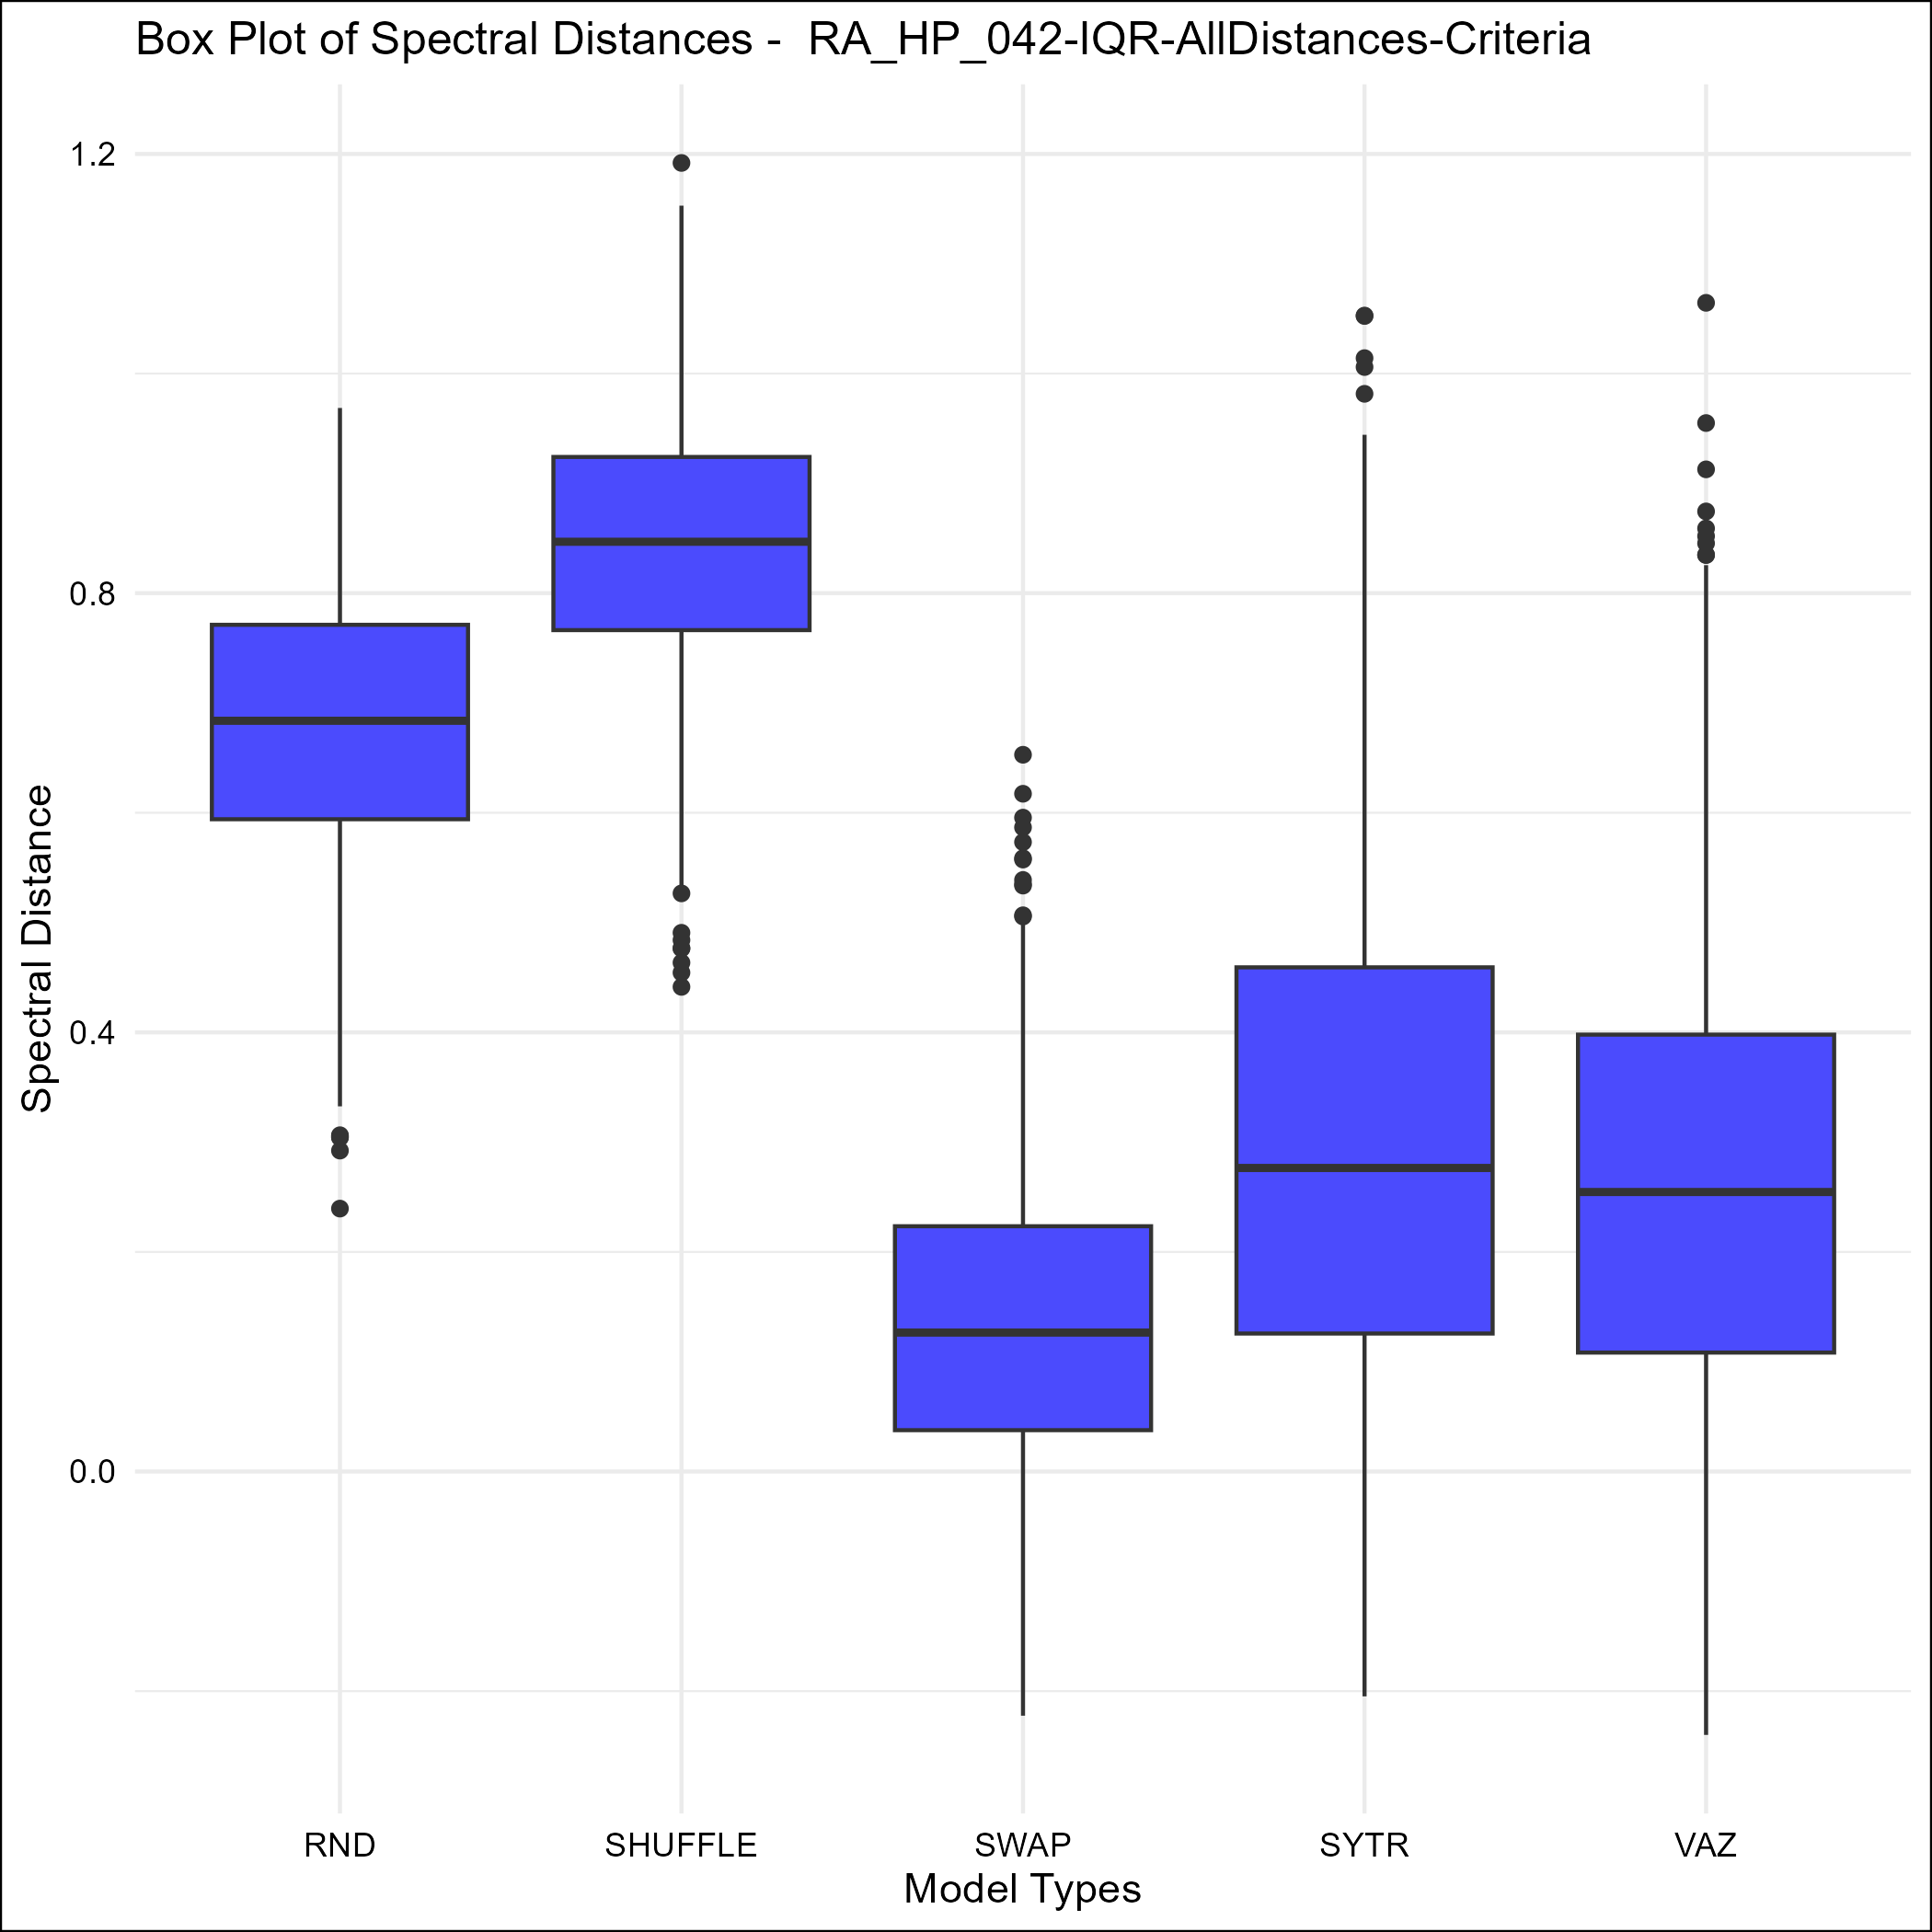 Box Plot of Spectral Distances -  RA_HP_042-IQR-AllDistances-Criteria
Spectral Distance
1.2
0.8
0.4
0.0
RND SHUFFLE SWAP SYTR VAZ
Model Types